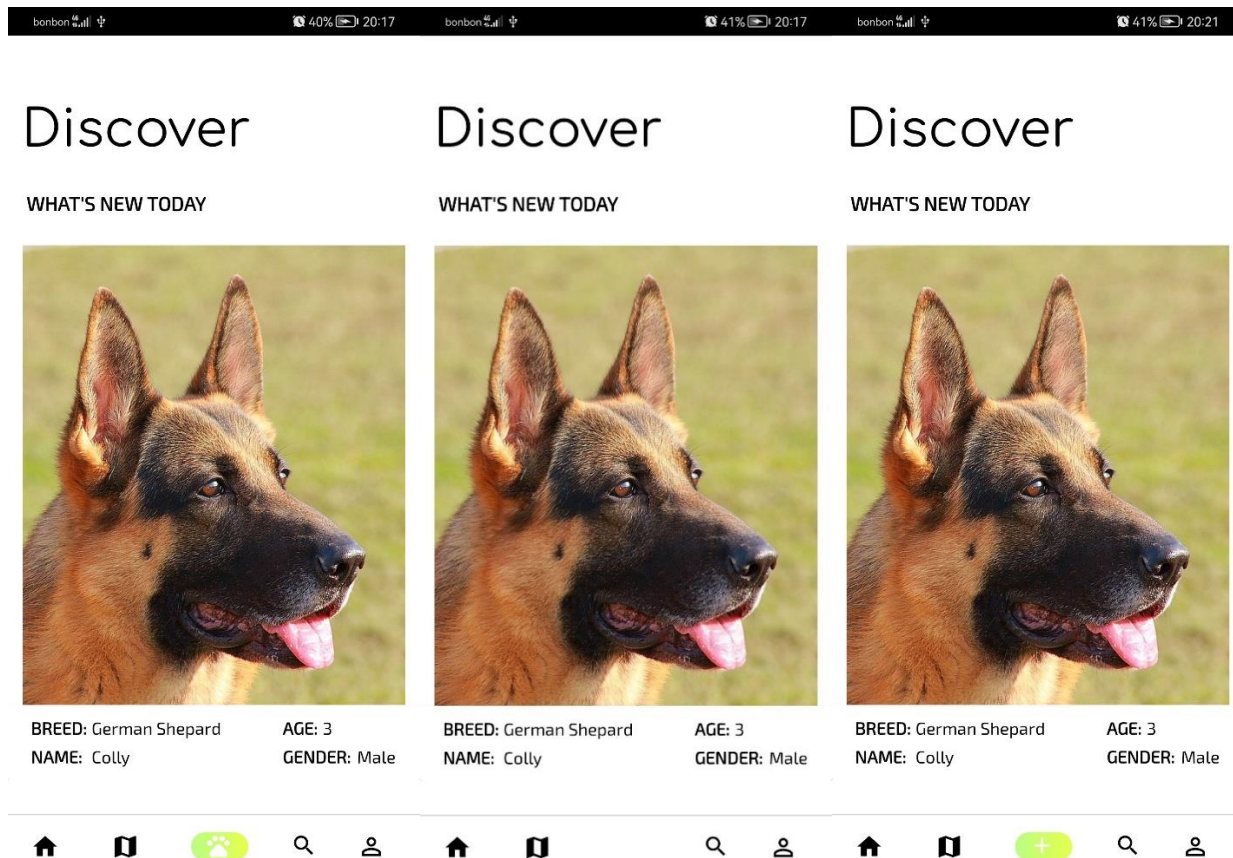 bonbon 40% 20:17
Discover
WHAT'S NEW TODAY
BREED: German Shepard AGE: 3
NAME: Colly GENDER: Male
bonbon 41% 20:17
Discover
WHAT'S NEW TODAY
BREED: German Shepard AGE: 3
NAME: Colly GENDER: Male
bonbon 41% 20:21
Discover
WHAT'S NEW TODAY
BREED: German Shepard AGE: 3
NAME: Colly GENDER: Male